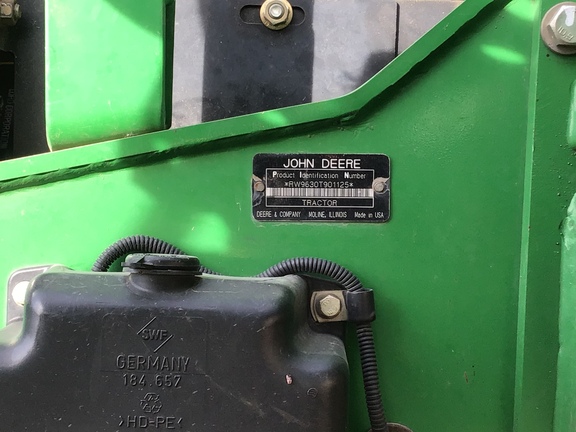 JOHN DEERE
Product Identification Number
*RW9630T901125*
TRACTOR
DEERE & COMPANY MOLINE, ILLINOIS Made in USA
SWF
GERMANY
184.652
>HD-PE<